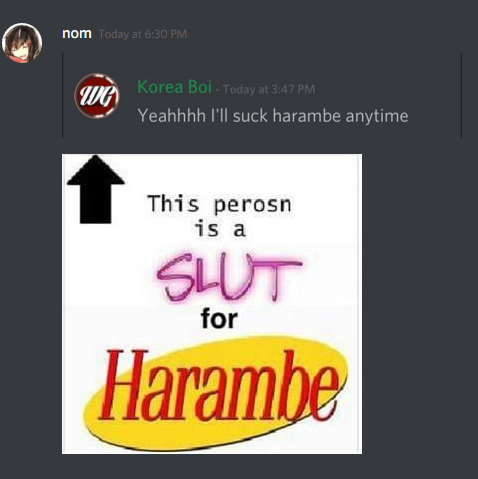 nom Today at 6:30 PM
WG
Korea Boi - Today at 3:47 PM
Yeahhhh I'll suck harambe anytime
This perosn
is a
SLUT
for
Harambe